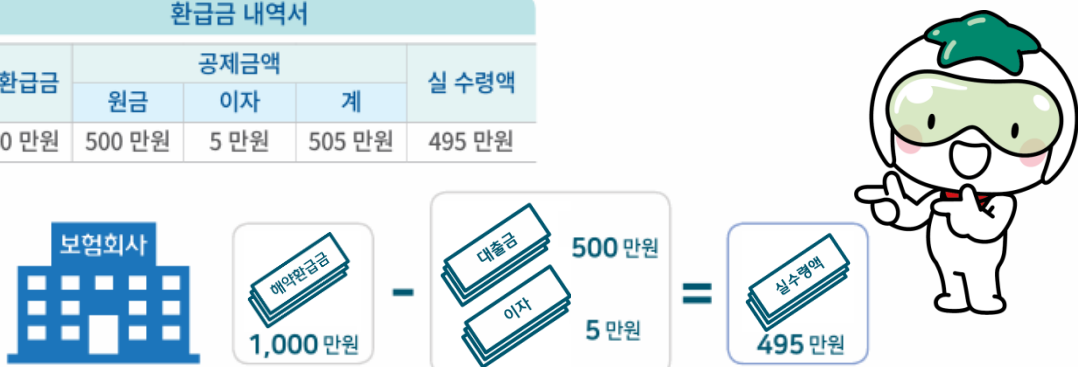 환급금 내역서
환급금 공제금액 실 수령액
원금 이자 계
0 만원 500 만원 5 만원 505 만원 495 만원
보험회사
해약환급금
1,000 만원
-
대출금 500 만원
이자 5 만원
=
실수령액
495 만원